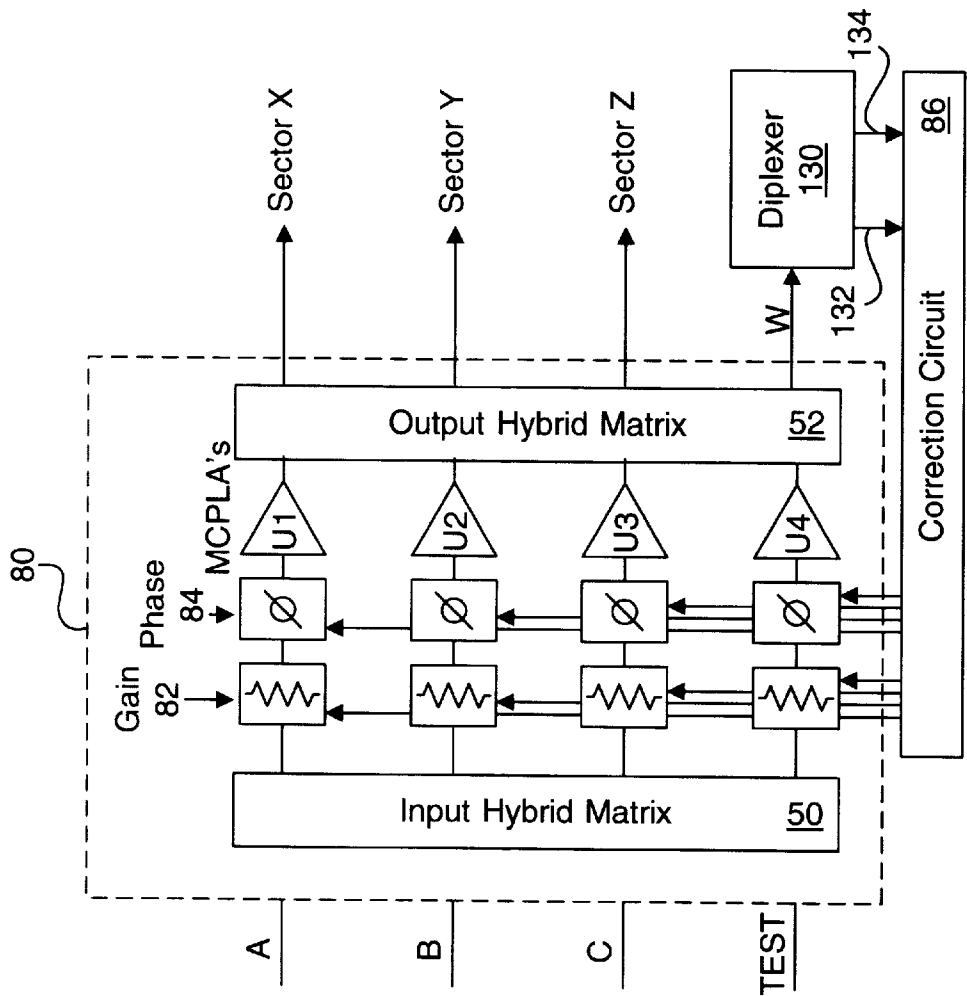 80
Gain
82
Phase
84
MCPLA's
A
B
C
TEST
Input Hybrid Matrix 50
Ø
Ø
Ø
Ø
U1
U2
U3
U4
Output Hybrid Matrix 52
Sector X
Sector Y
Sector Z
W
Diplexer
130
132
134
Correction Circuit 86